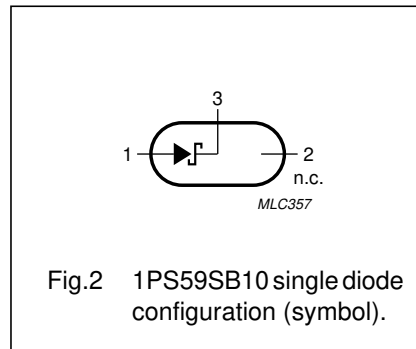 3
1
2
n.c.
MLC357
Fig.2 1PS59SB10 single diode
configuration (symbol).